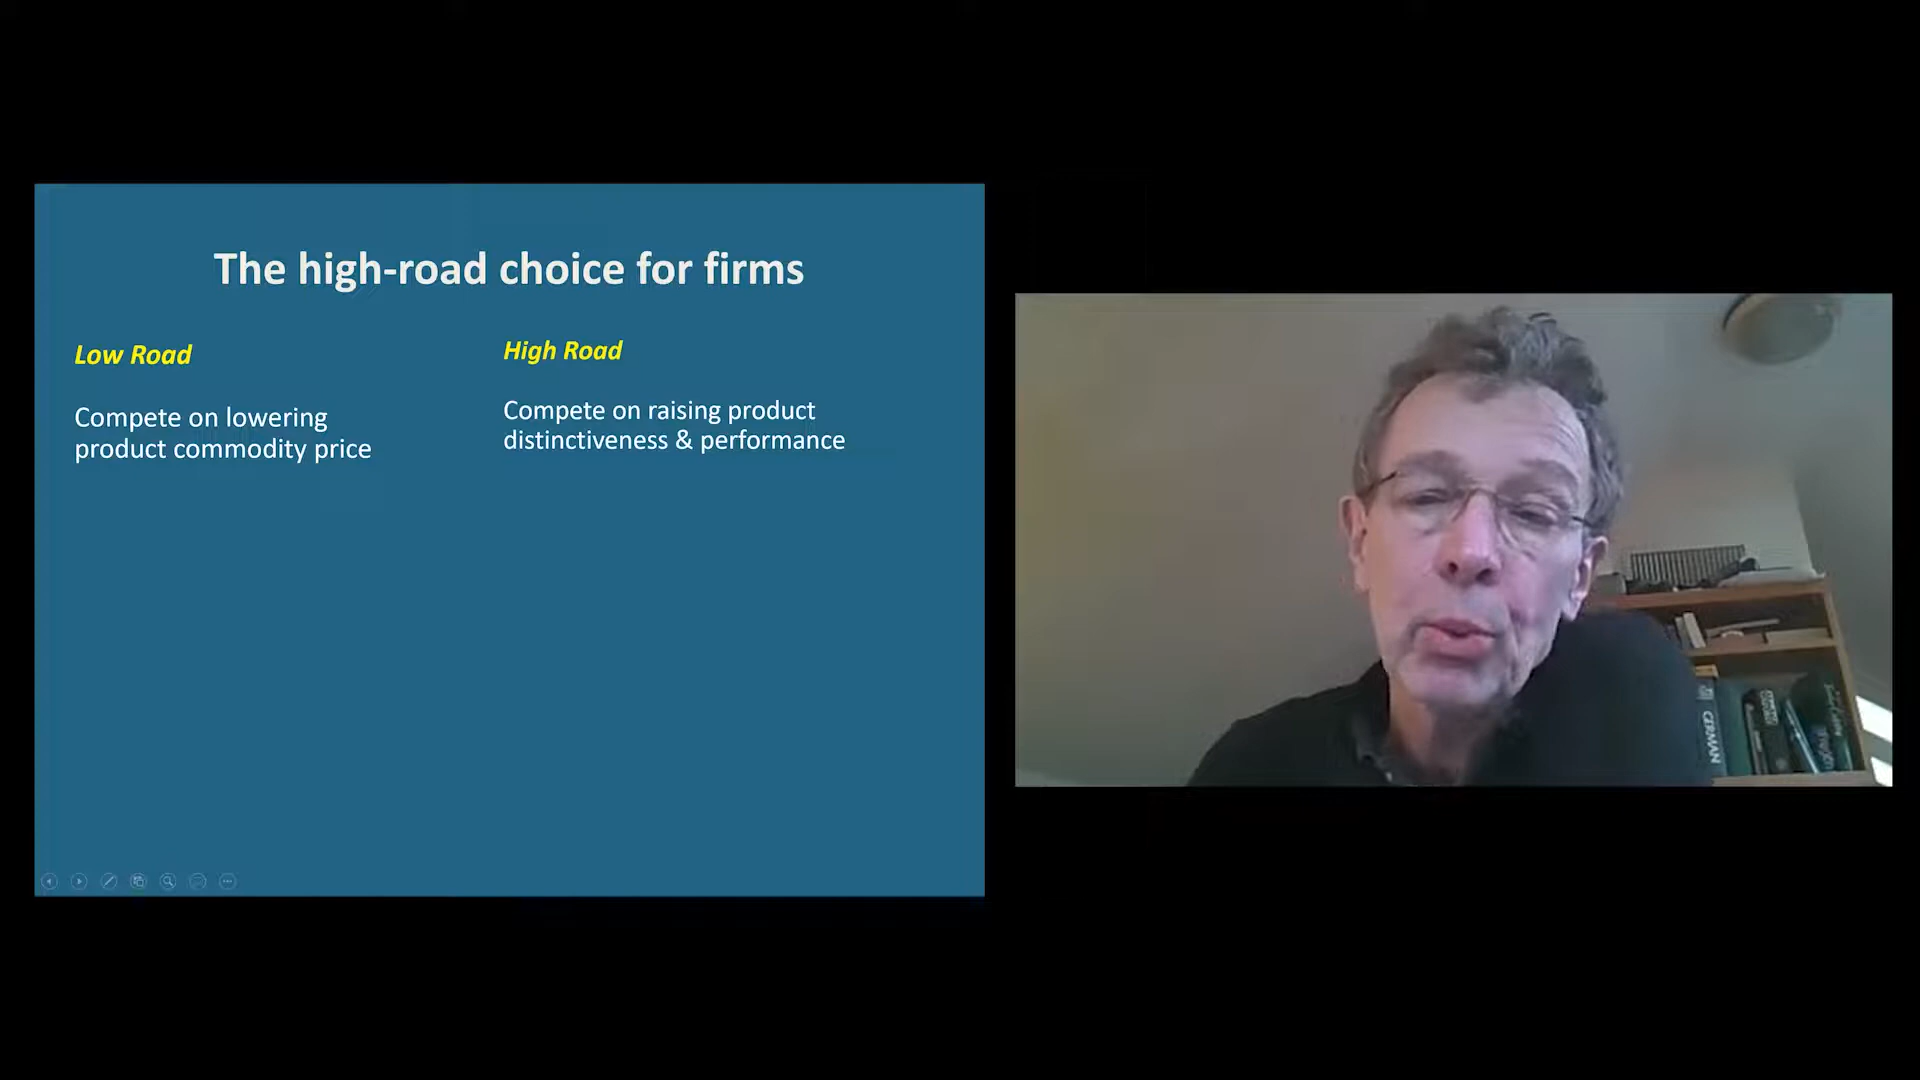 The high-road choice for firms
Low Road
Compete on lowering
product commodity price
High Road
Compete on raising product
distinctiveness & performance
GERMAN